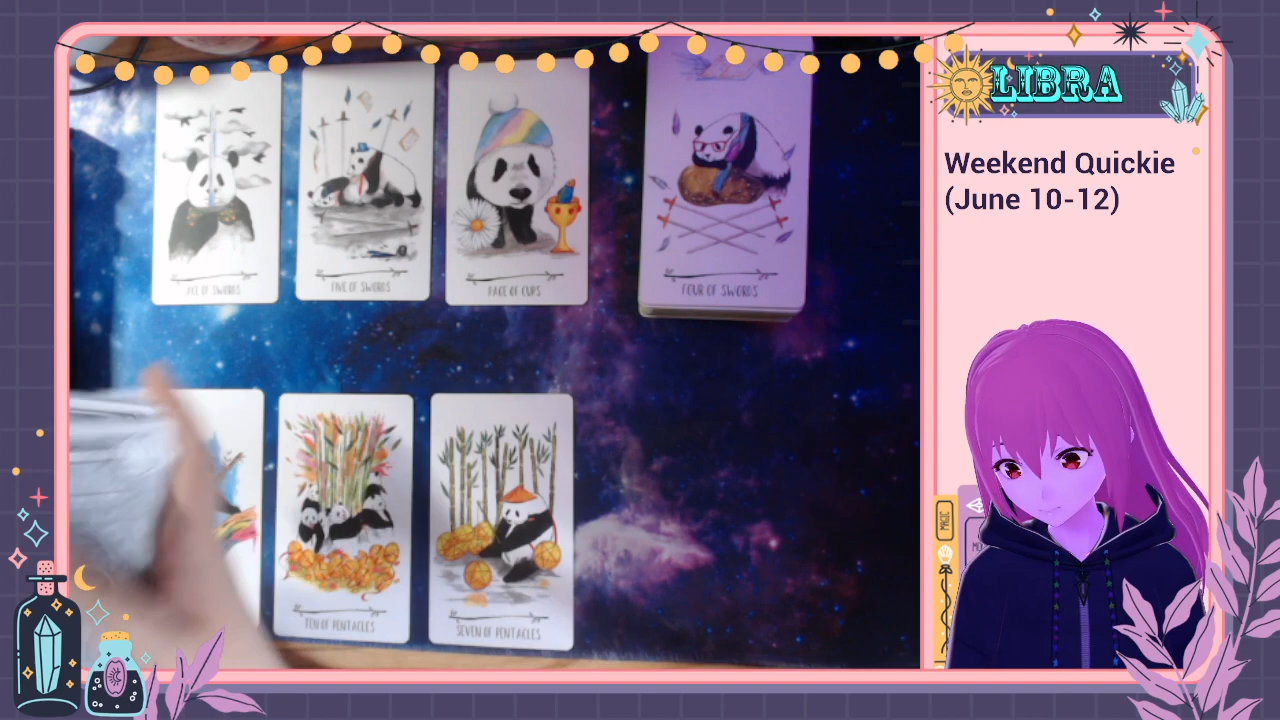 LIBRA
Weekend Quickie
(June 10-12)
ACE OF SWORDS
FIVE OF SWORDS
PAGE OF CUPS
FOUR OF SWORDS
TEN OF PENTACLES
SEVEN OF PENTACLES
MAGIC